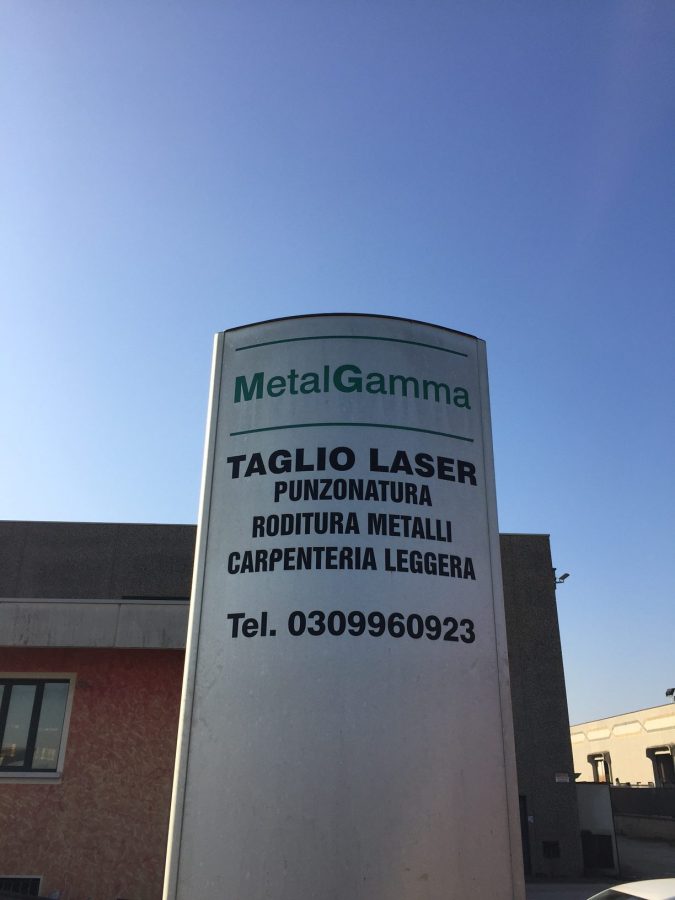 MetalGamma
TAGLIO LASER
PUNZONATURA
RODITURA METALLI
CARPENTERIA LEGGERA
Tel. 0309960923